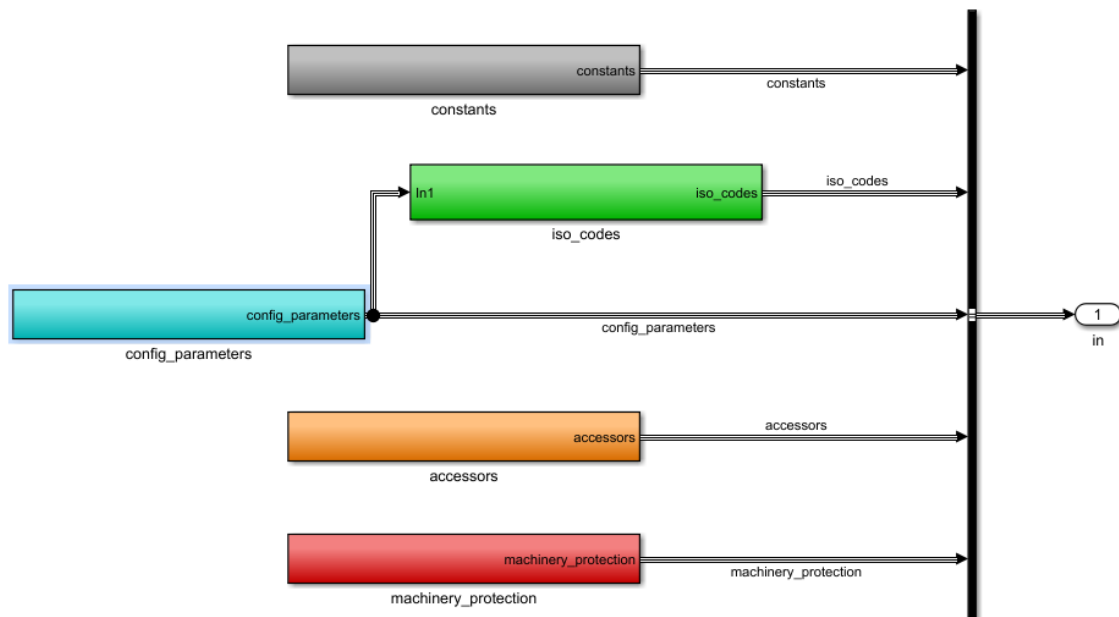 constants
constants
constants
In1
iso_codes
iso_codes
iso_codes
config_parameters
config_parameters
config_parameters
1
in
accessors
accessors
accessors
machinery_protection
machinery_protection
machinery_protection